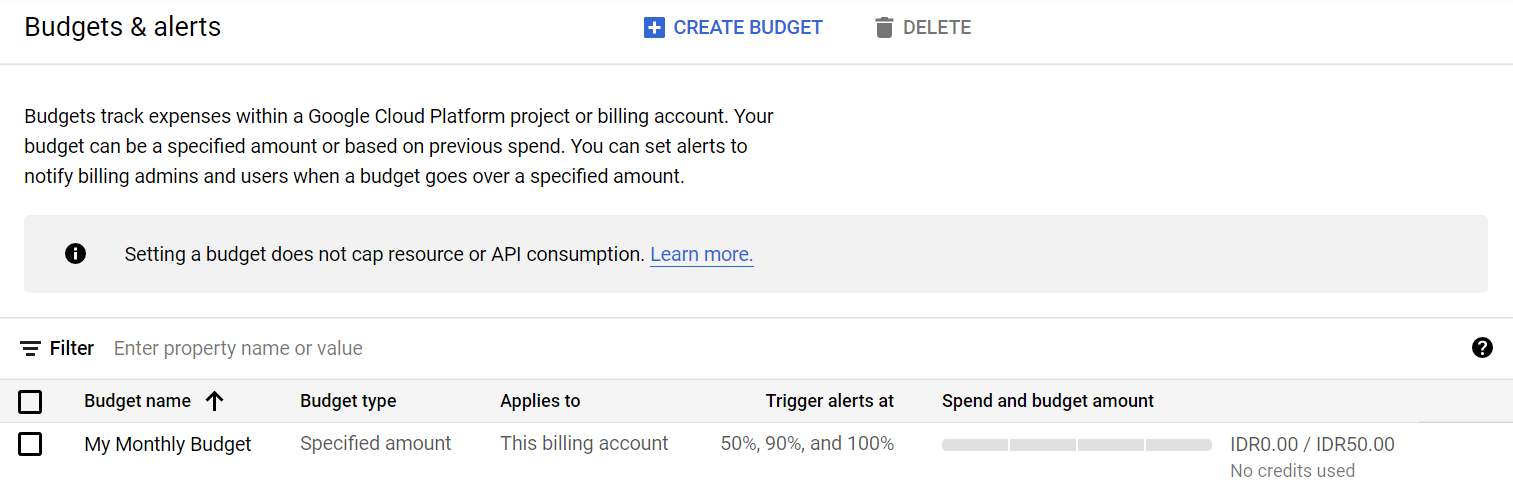 Budgets & alerts
CREATE BUDGET
DELETE
Budgets track expenses within a Google Cloud Platform project or billing account. Your
budget can be a specified amount or based on previous spend. You can set alerts to
notify billing admins and users when a budget goes over a specified amount.
Setting a budget does not cap resource or API consumption. Learn more.
Filter Enter property name or value
Budget name Budget type Applies to Trigger alerts at Spend and budget amount
My Monthly Budget Specified amount This billing account 50%, 90%, and 100% IDR0.00 / IDR50.00
No credits used